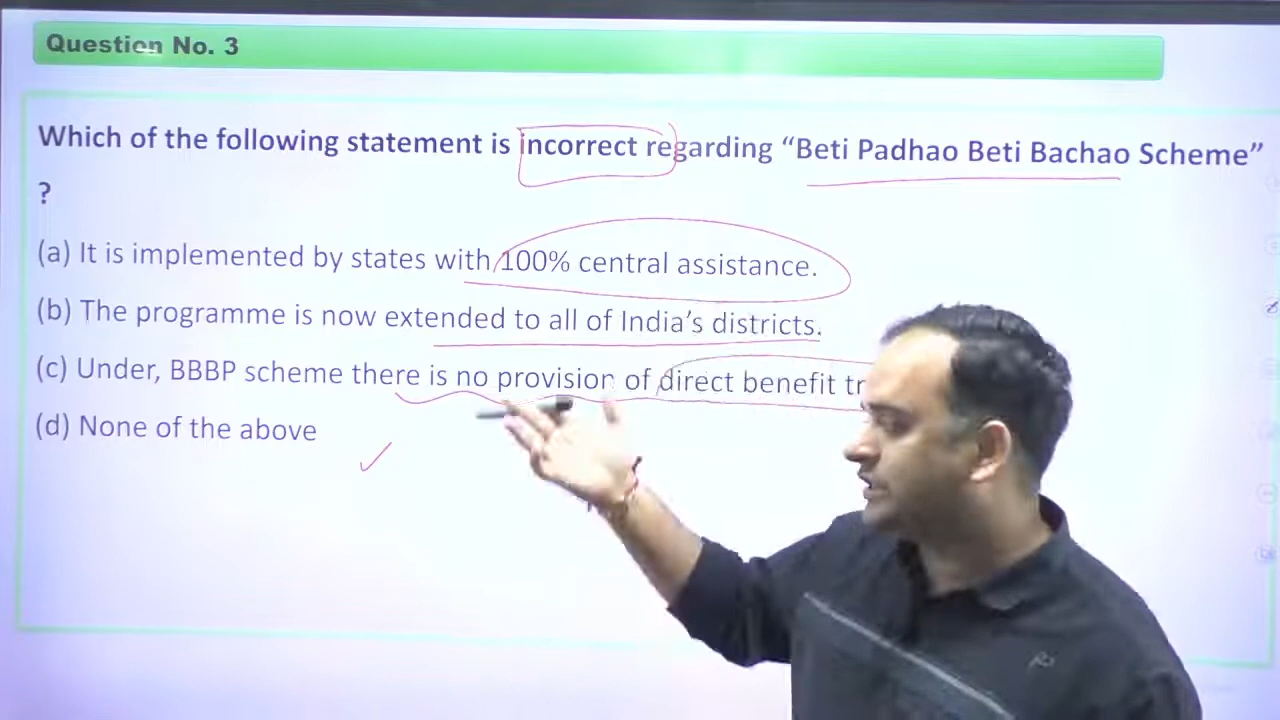 Question No. 3
Which of the following statement is incorrect regarding “Beti Padhao Beti Bachao Scheme”
?
(a) It is implemented by states with 100% central assistance.
(b) The programme is now extended to all of India’s districts.
(c) Under, BBBP scheme there is no provision of direct benefit tr
(d) None of the above